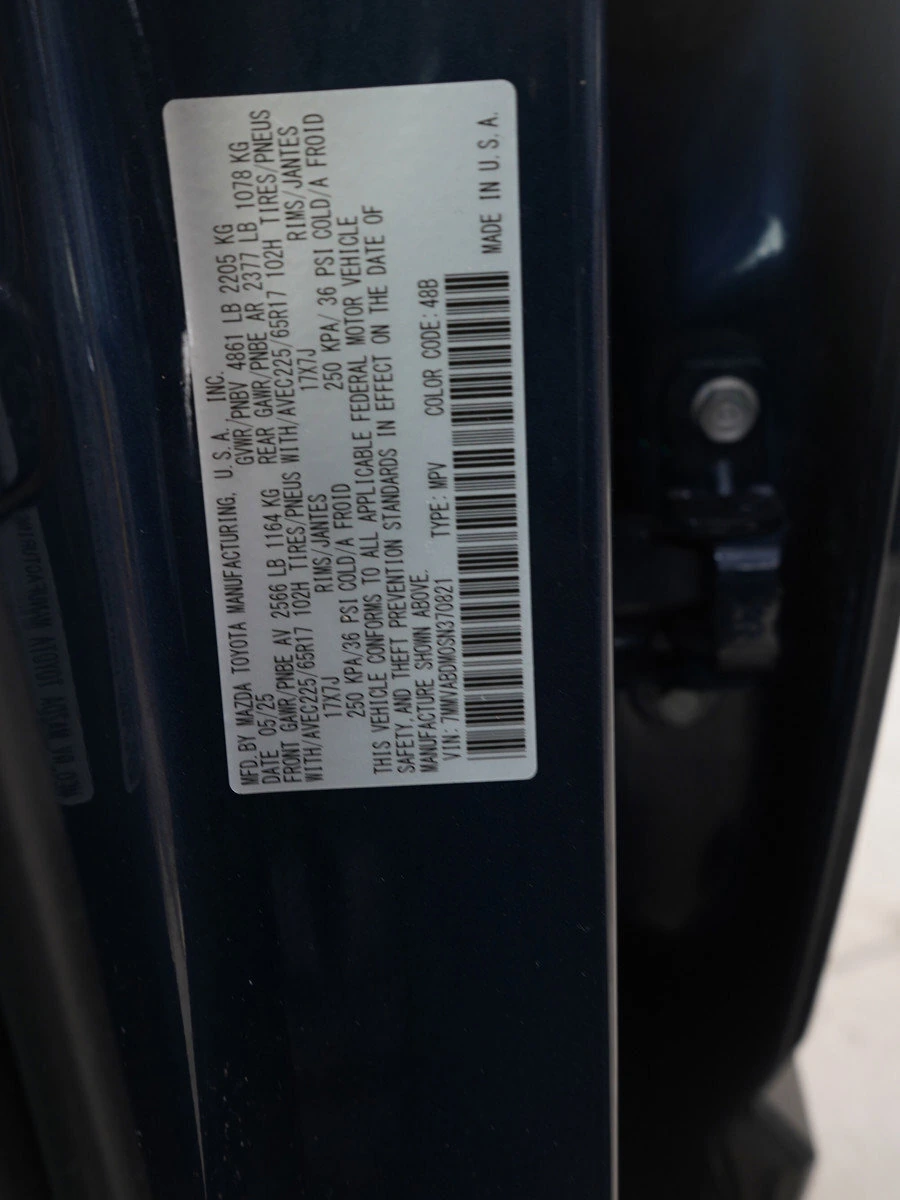 MFD. BY MAZDA TOYOTA MANUFACTURING, U.S.A. INC.
DATE 05/25 GVWR/PNBV 4861 LB 2205 KG
FRONT GAWR/PNBE AV 2566 LB 1164 KG REAR GAWR/PNBE AR 2377 LB 1078 KG
WITH/AVEC225/65R17 102H TIRES/PNEUS WITH/AVEC225/65R17 102H TIRES/PNEUS
17X7J RIMS/JANTES 17X7J RIMS/JANTES
250 KPA/36 PSI COLD/A FROID 250 KPA/ 36 PSI COLD/A FROID
THIS VEHICLE CONFORMS TO ALL APPLICABLE FEDERAL MOTOR VEHICLE
SAFETY, AND THEFT PREVENTION STANDARDS IN EFFECT ON THE DATE OF
MANUFACTURE SHOWN ABOVE.
VIN: 7MMVABDM0SN370821 TYPE: MPV COLOR CODE: 48B
MADE IN U.S.A.